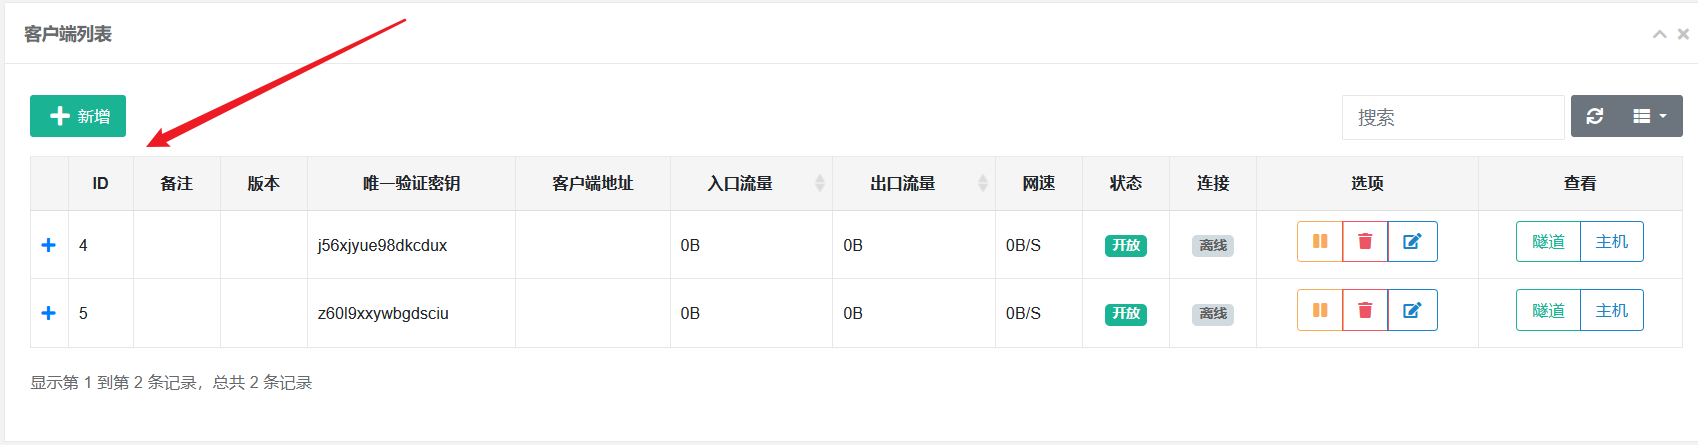 客户端列表
新增
搜索
ID 备注 版本 唯一验证密钥 客户端地址 入口流量 出口流量 网速 状态 连接 选项 查看
4 j56xjyue98dkcdux 0B 0B 0B/S 开放 离线 隧道 主机
5 z60l9xxywbgdsciu 0B 0B 0B/S 开放 离线 隧道 主机
显示第 1 到第 2 条记录，总共 2 条记录